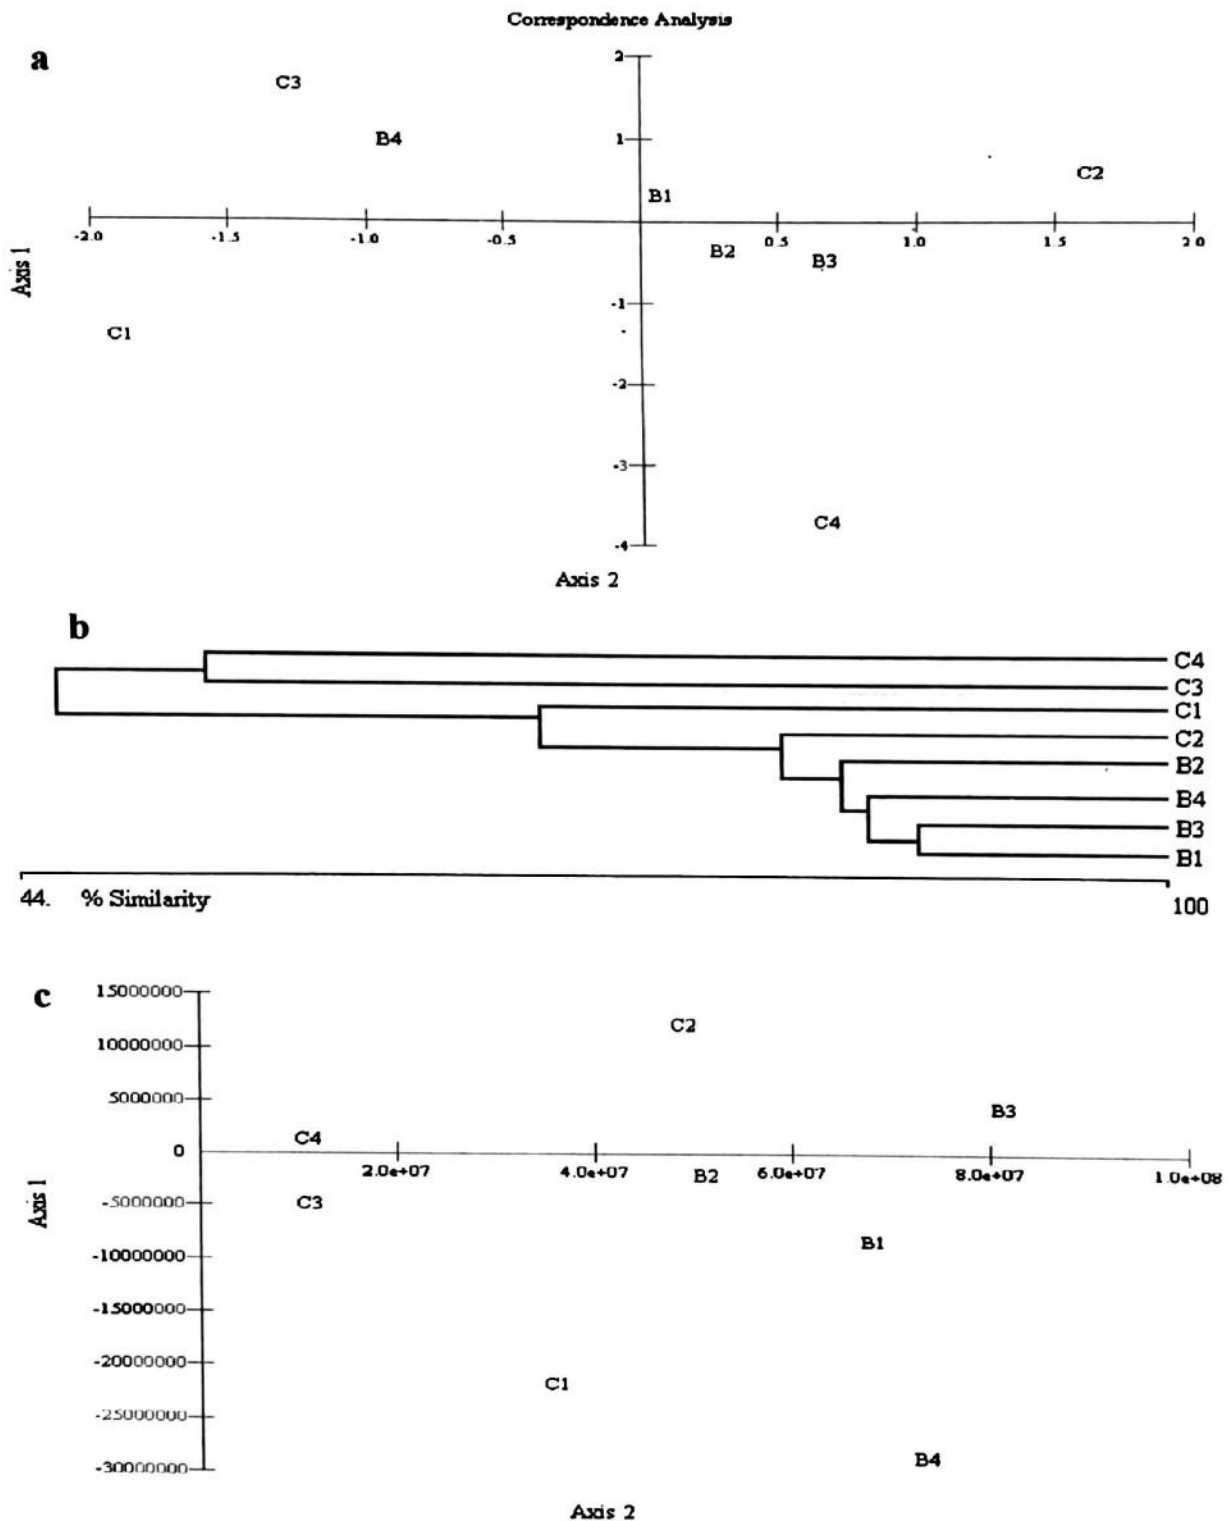 Correspondence Analysis
a
2
C3
1
B4
C2
B1
-2.0 -1.5 -1.0 -0.5 0.5 1.0 1.5 2 0
B2
B3
Axis 1
-1
C1
-2
-3
C4
-4
Axis 2
b
C4
C3
C1
C2
B2
B4
B3
B1
44. % Similarity 100
c
15000000
C2
10000000
5000000
B3
C4
0
2.0e+07 4.0e+07 6.0e+07 8.0e+07 1.0e+08
B2
Axis 1
-5000000
C3
B1
-10000000
-15000000
-20000000
C1
-25000000
B4
-30000000
Axis 2